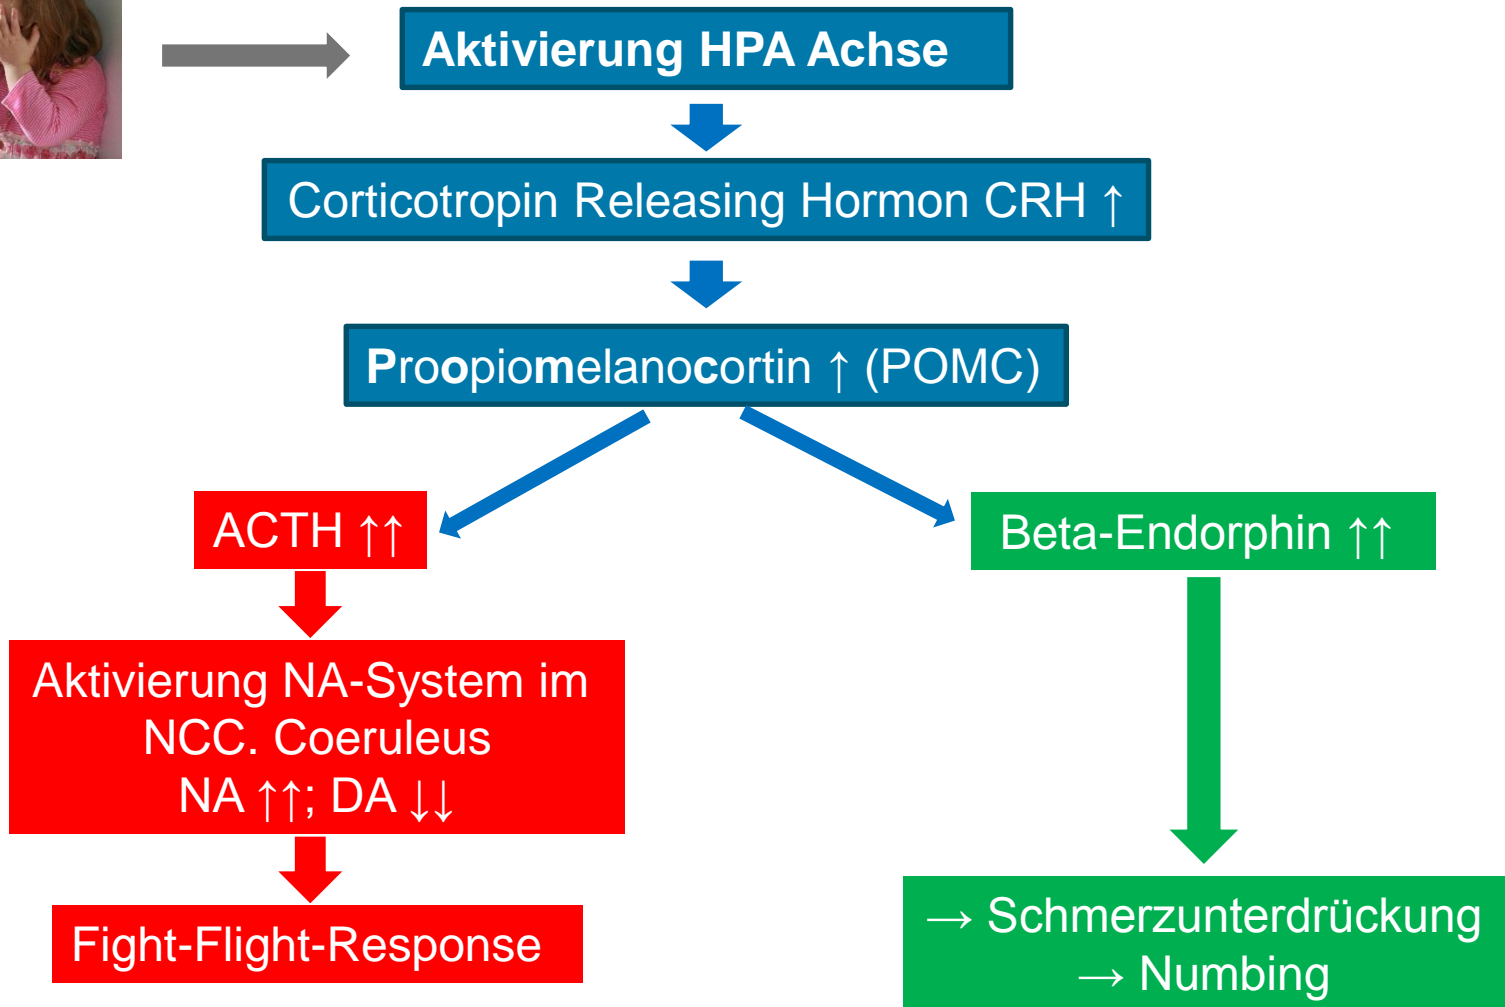 Aktivierung HPA Achse
Corticotropin Releasing Hormon CRH ↑
Proopiomelanocortin ↑ (POMC)
ACTH ↑↑
Beta-Endorphin ↑↑
Aktivierung NA-System im
NCC. Coeruleus
NA ↑↑; DA ↓↓
Fight-Flight-Response
→ Schmerzunterdrückung
→ Numbing